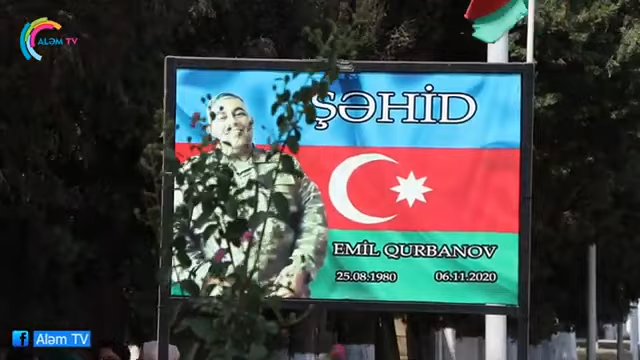 ALƏM TV
ŞƏHİD
EMİL QURBANOV
25.08.1980 06.11.2020
f Aləm TV